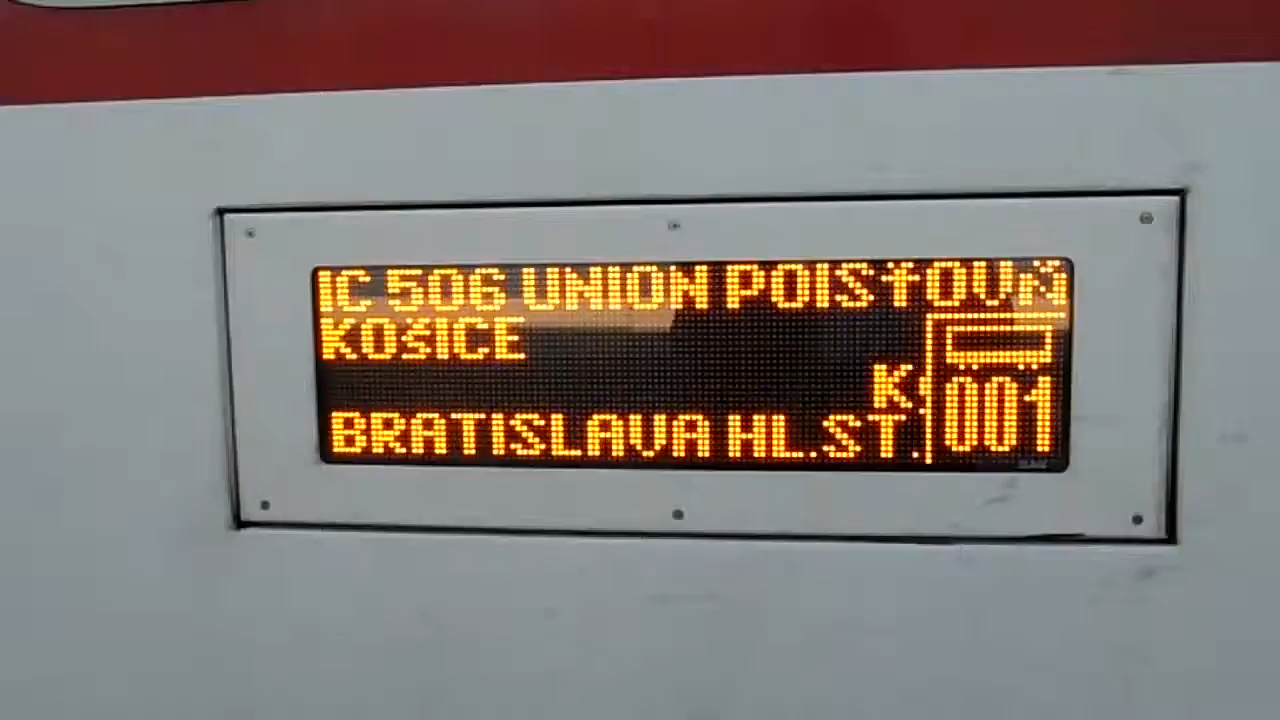 IC 506 UNION POISŤOVŇ
KOŠICE
K:
BRATISLAVA HL.ST.
001